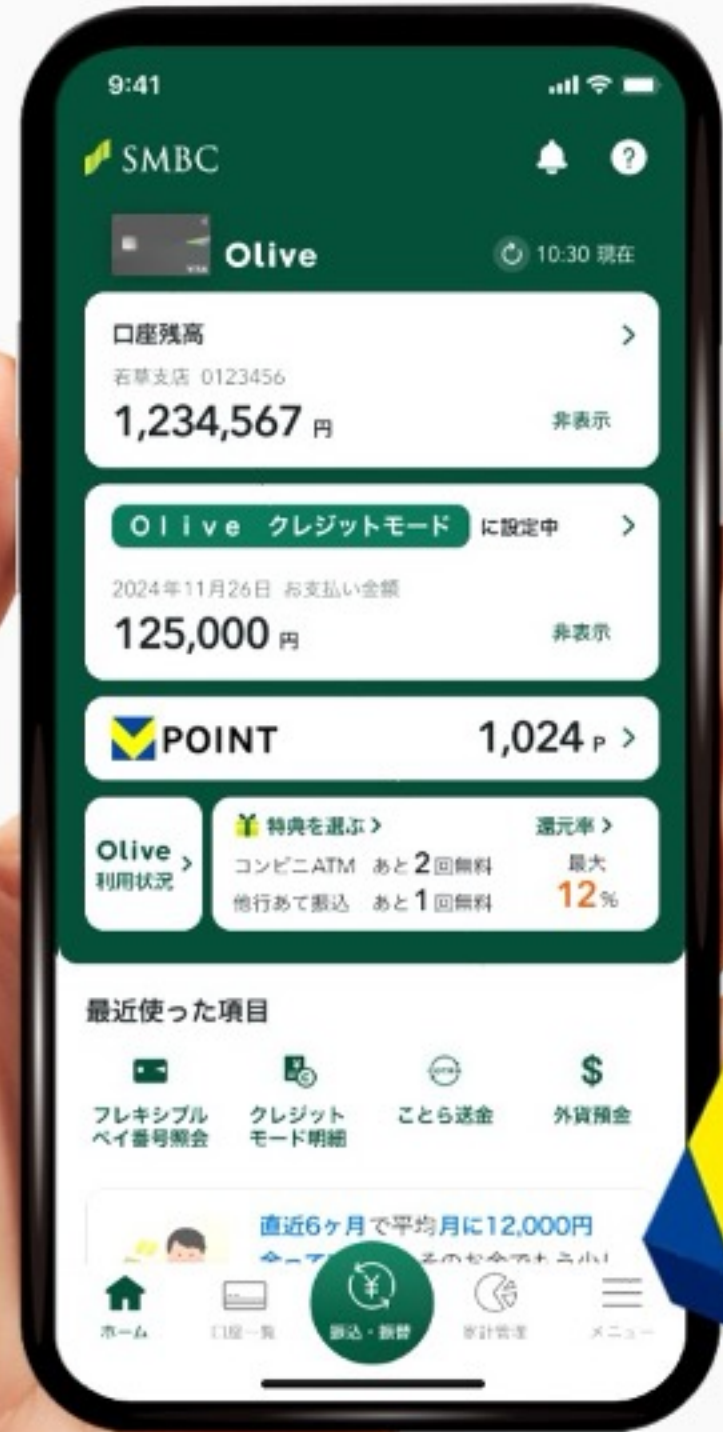 9:41
SMBC
Olive
10:30 現在
口座残高
若草支店 0123456
1,234,567 円
非表示
Olive クレジットモード に設定中
2024年11月26日 お支払い金額
125,000 円
非表示
POINT
1,024 P
Olive
利用状況
特典を選ぶ
コンビニATM あと2回無料
他行あて振込 あと1回無料
還元率
最大
12%
最近使った項目
フレキシブル
ペイ番号照会
クレジット
モード明細
ことら送金
外貨預金
直近6ヶ月で平均月に12,000円
そのお金でもう少し
ホーム
口座一覧
振込・振替
家計管理
メニュー